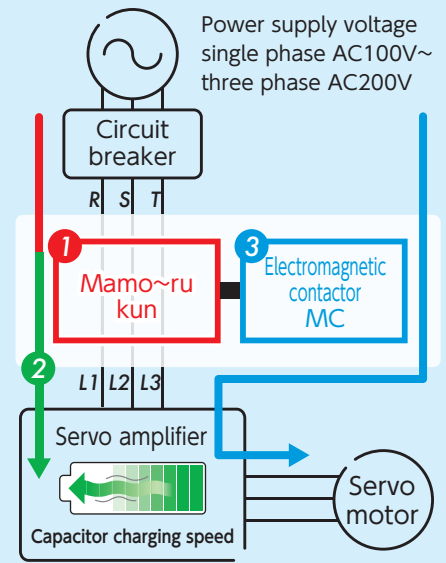 Power supply voltage
single phase AC100V~
three phase AC200V
Circuit
breaker
R S T
1
Mamo~ru
kun
3
Electromagnetic
contactor
MC
2
L1 L2 L3
Servo amplifier
Capacitor charging speed
Servo
motor